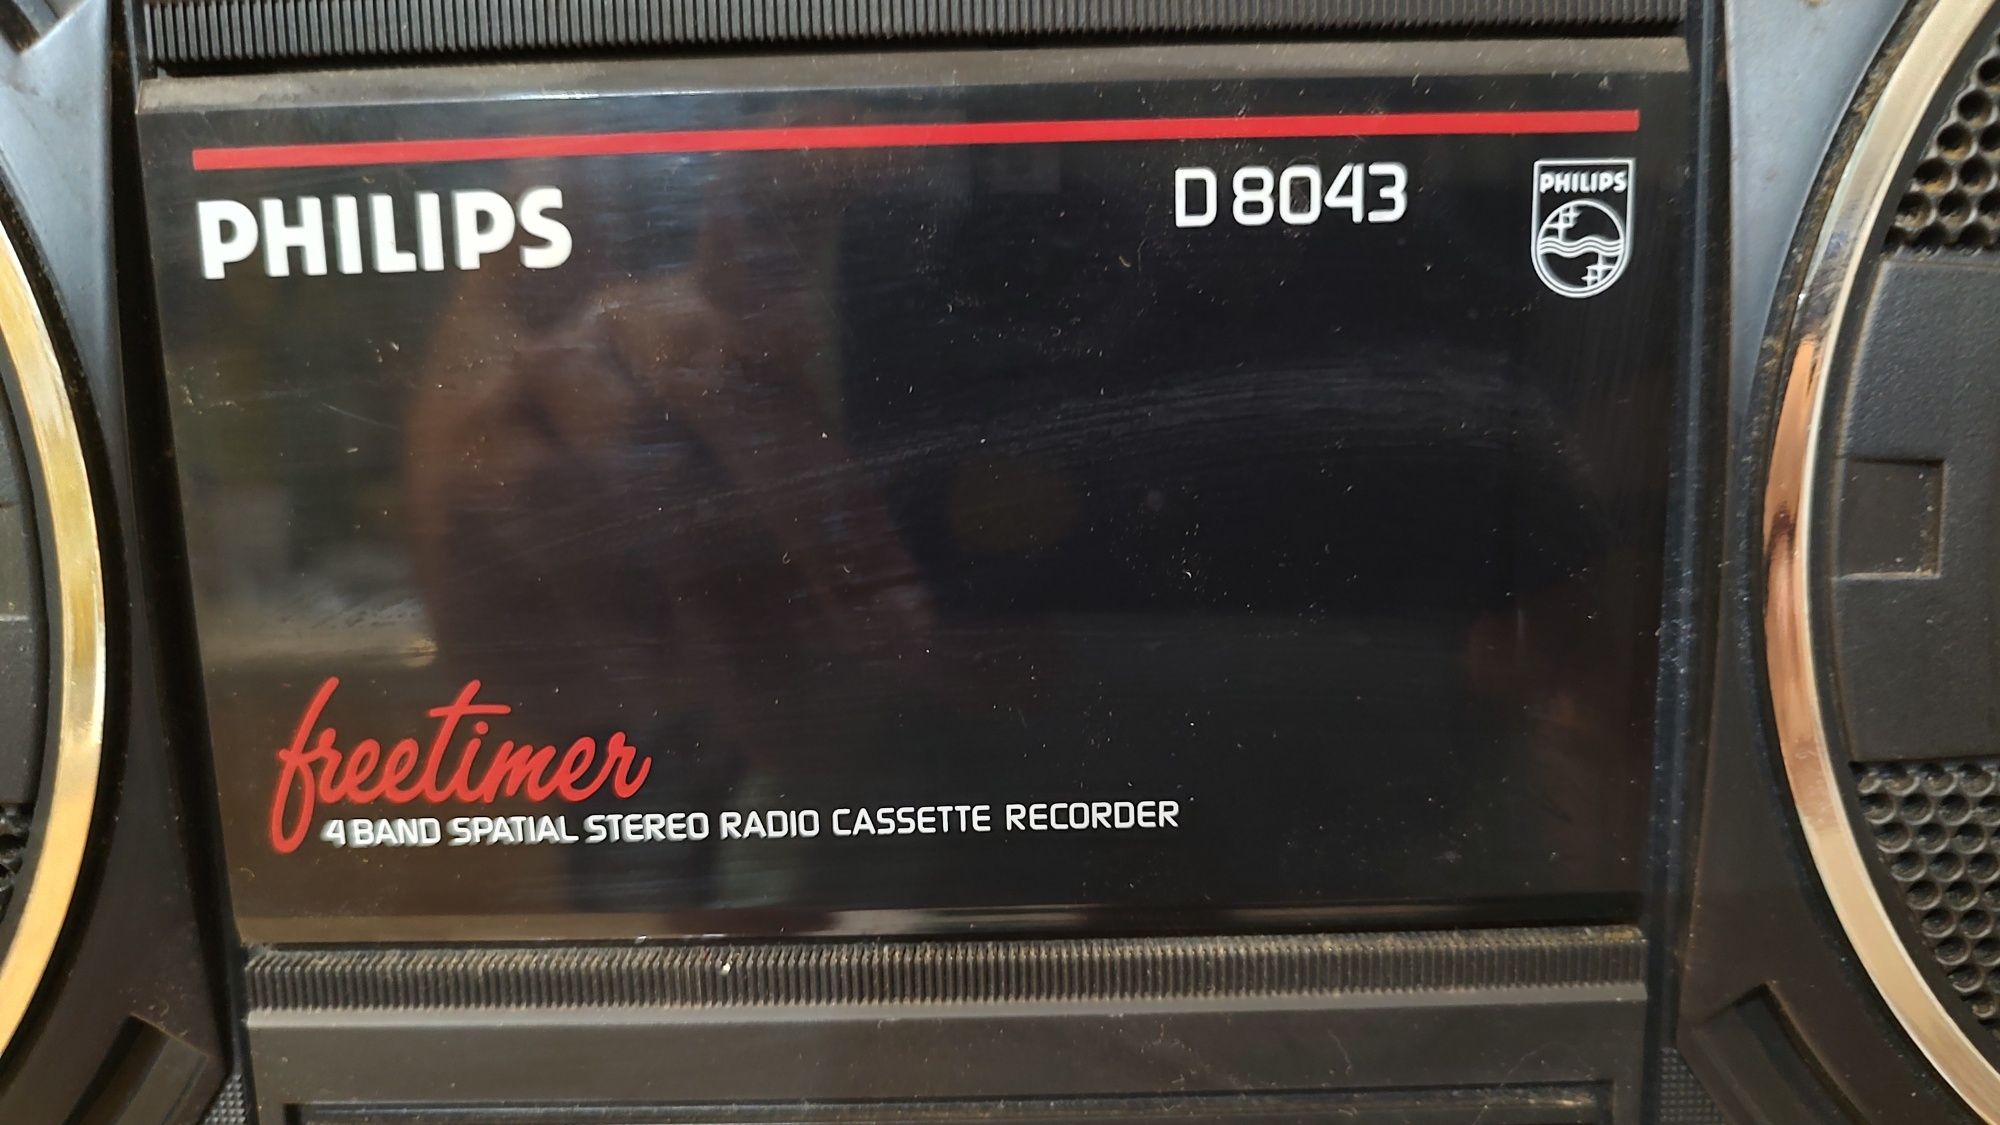 PHILIPS
D 8043
PHILIPS
freetimer
4 BAND SPATIAL STEREO RADIO CASSETTE RECORDER